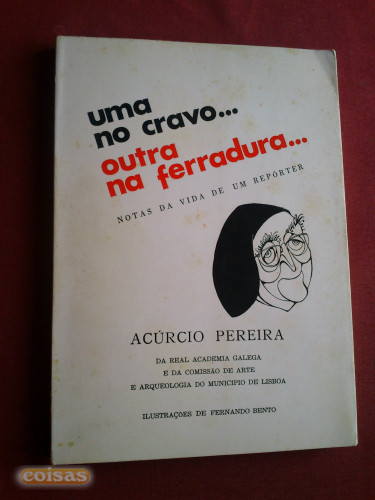 uma
no cravo...
outra
na ferradura...
NOTAS DA VIDA DE UM REPÓRTER
ACÚRCIO PEREIRA
DA REAL ACADEMIA GALEGA
E DA COMISSÃO DE ARTE
E ARQUEOLOGIA DO MUNICIPIO DE LISBOA
ILUSTRAÇÕES DE FERNANDO BENTO
coisas